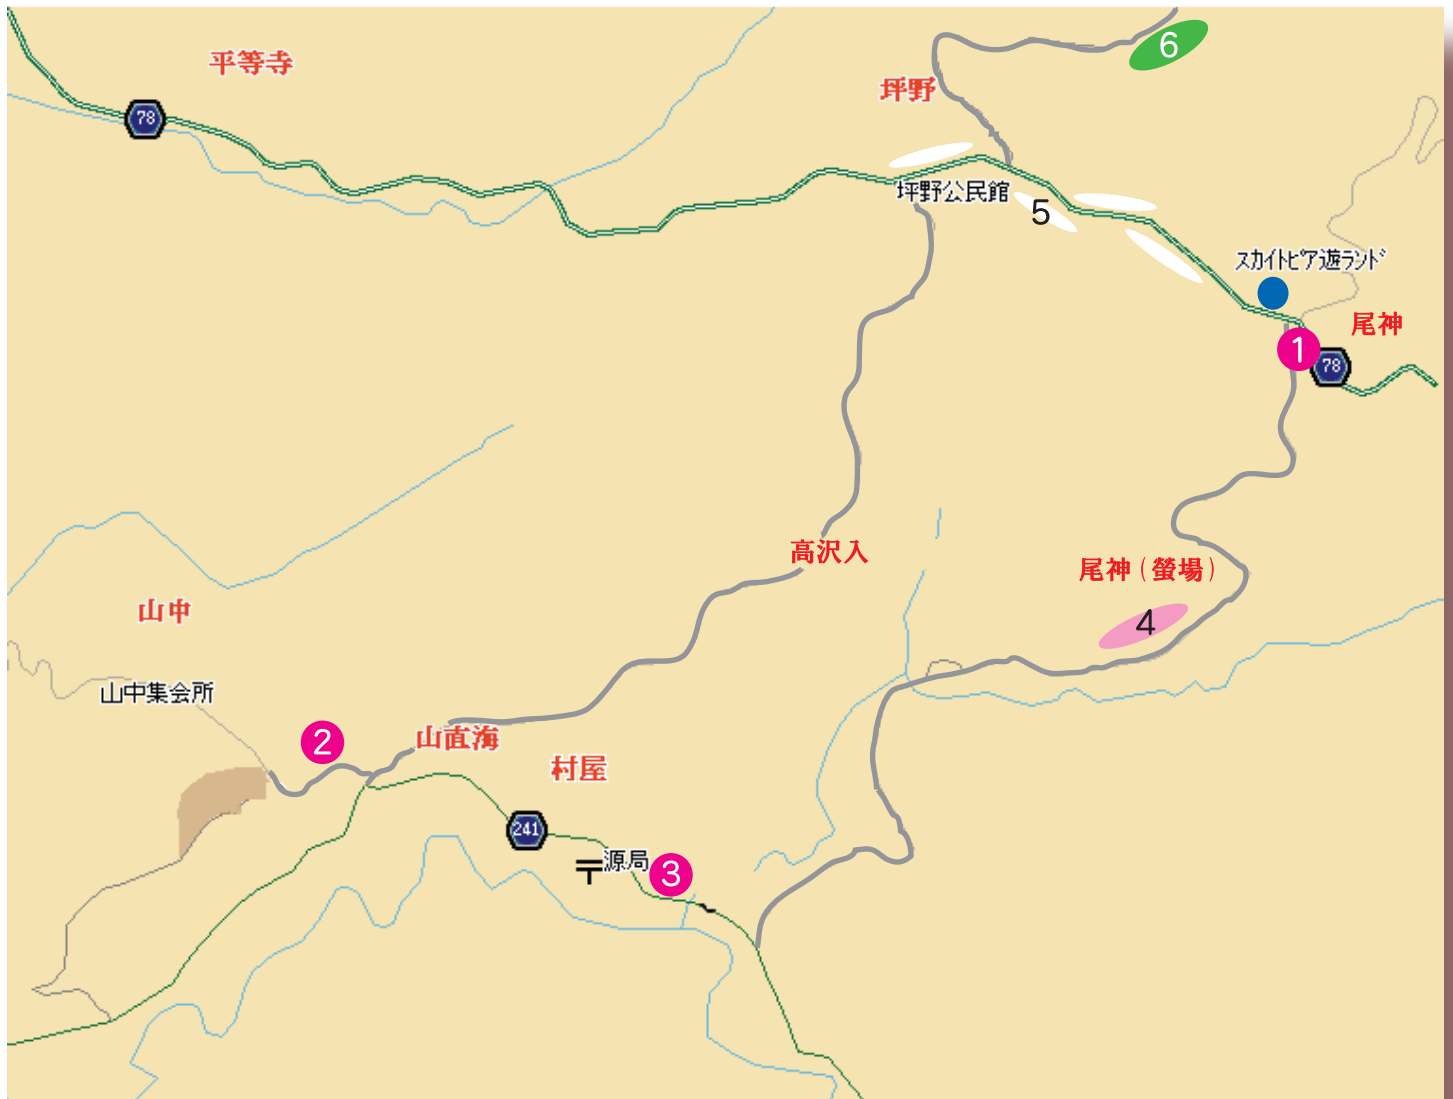 6
平等寺
坪野
78
坪野公民館
5
スカイトピア遊ランド
尾神
1
78
高沢入
尾神(螢場)
山中
4
山中集会所
2
山直海
村屋
241
源局
3